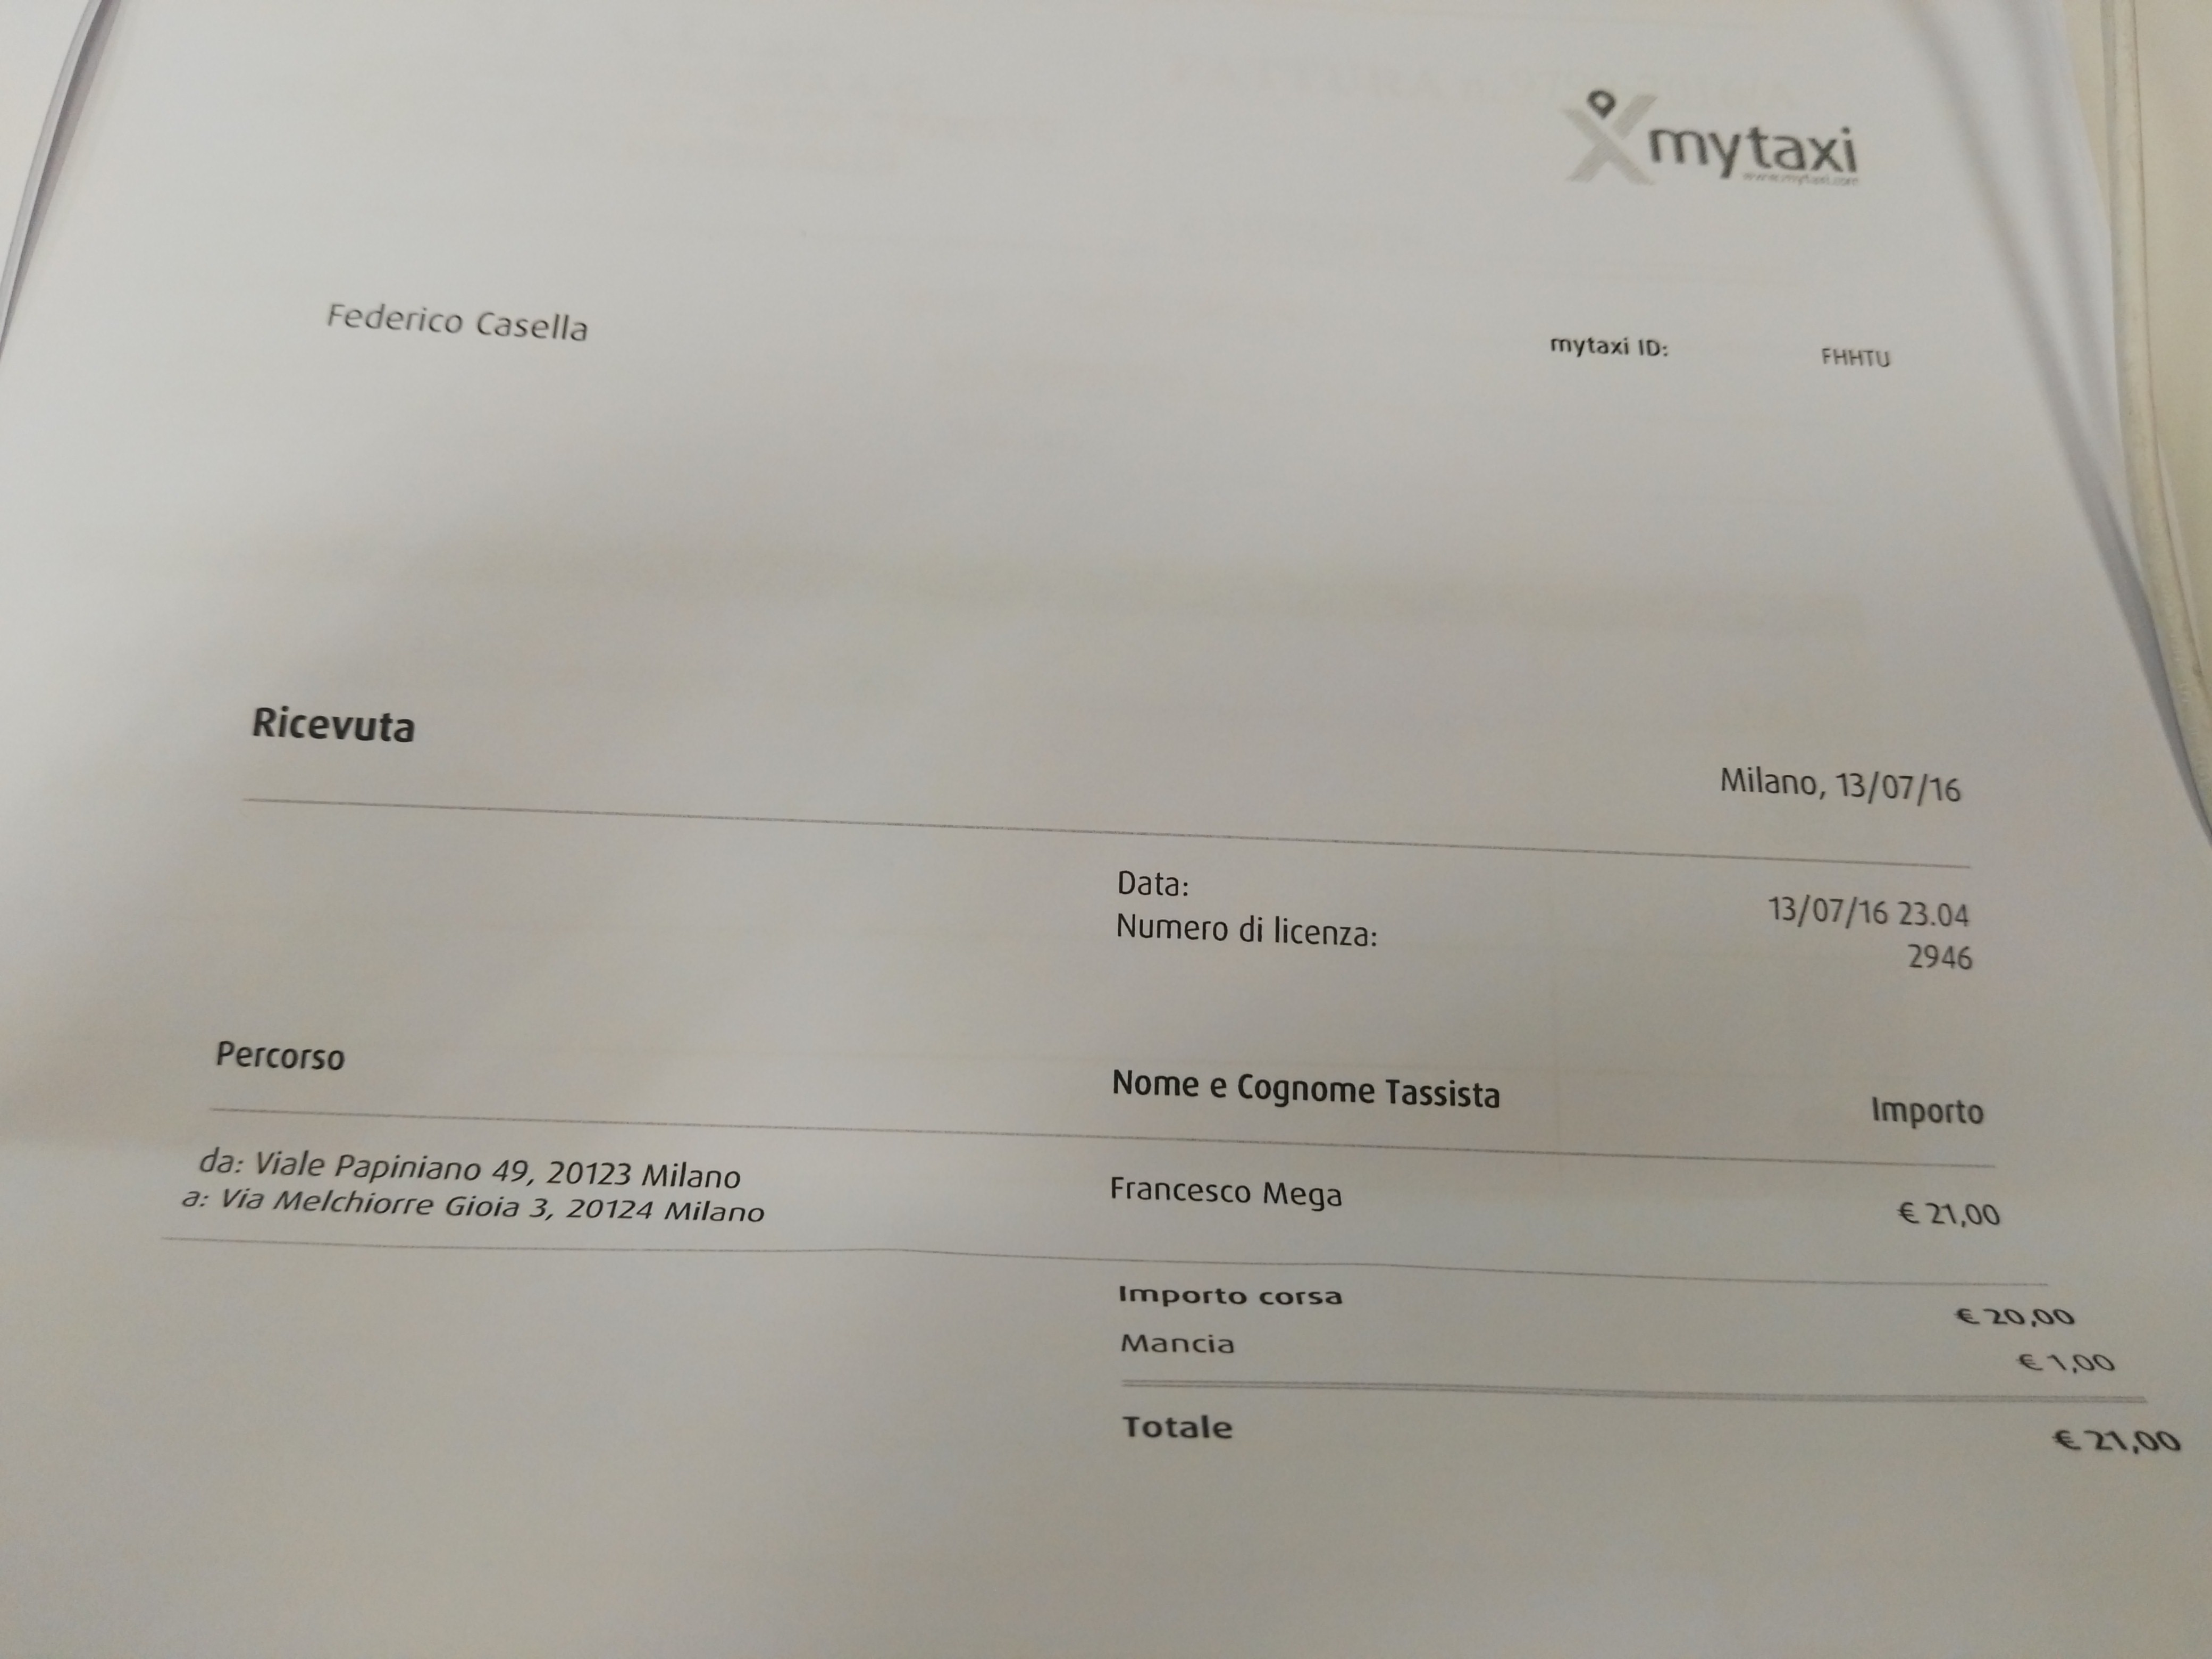 mytaxi
www.mytaxi.com
Federico Casella
mytaxi ID: FHHTU
Ricevuta
Milano, 13/07/16
Data: 13/07/16 23.04
Numero di licenza: 2946
Percorso Nome e Cognome Tassista Importo
da: Viale Papiniano 49, 20123 Milano Francesco Mega € 21,00
a: Via Melchiorre Gioia 3, 20124 Milano
Importo corsa € 20,00
Mancia € 1,00
Totale € 21,00